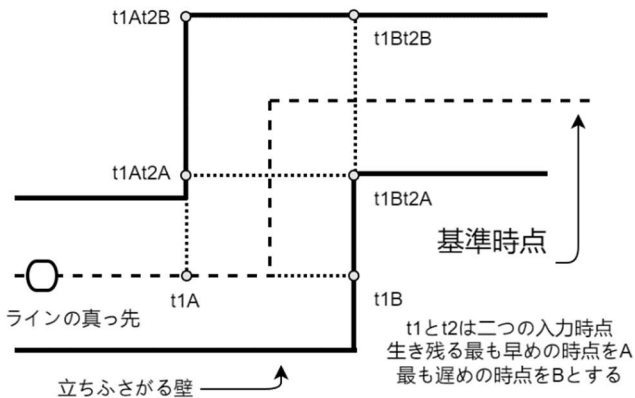 t1At2B
t1Bt2B
t1At2A
t1Bt2A
基準時点
t1A
t1B
ラインの真っ先
t1とt2は二つの入力時点
生き残る最も早めの時点をA
最も遅めの時点をBとする
立ちふさがる壁